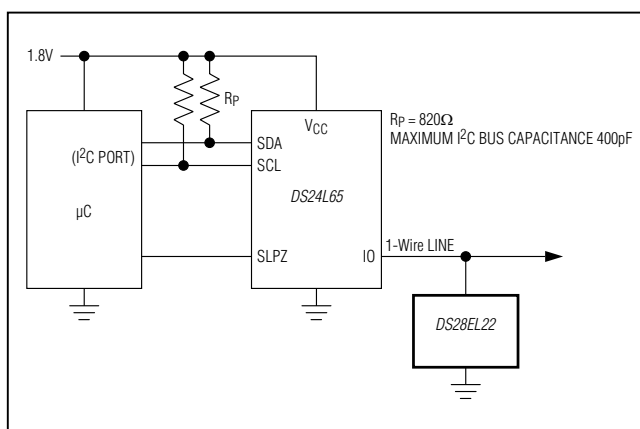 1.8V
RP
VCC
RP = 820Ω
MAXIMUM I2C BUS CAPACITANCE 400pF
(I2C PORT)
SDA
SCL
µC
DS24L65
SLPZ
IO
1-Wire LINE
DS28EL22